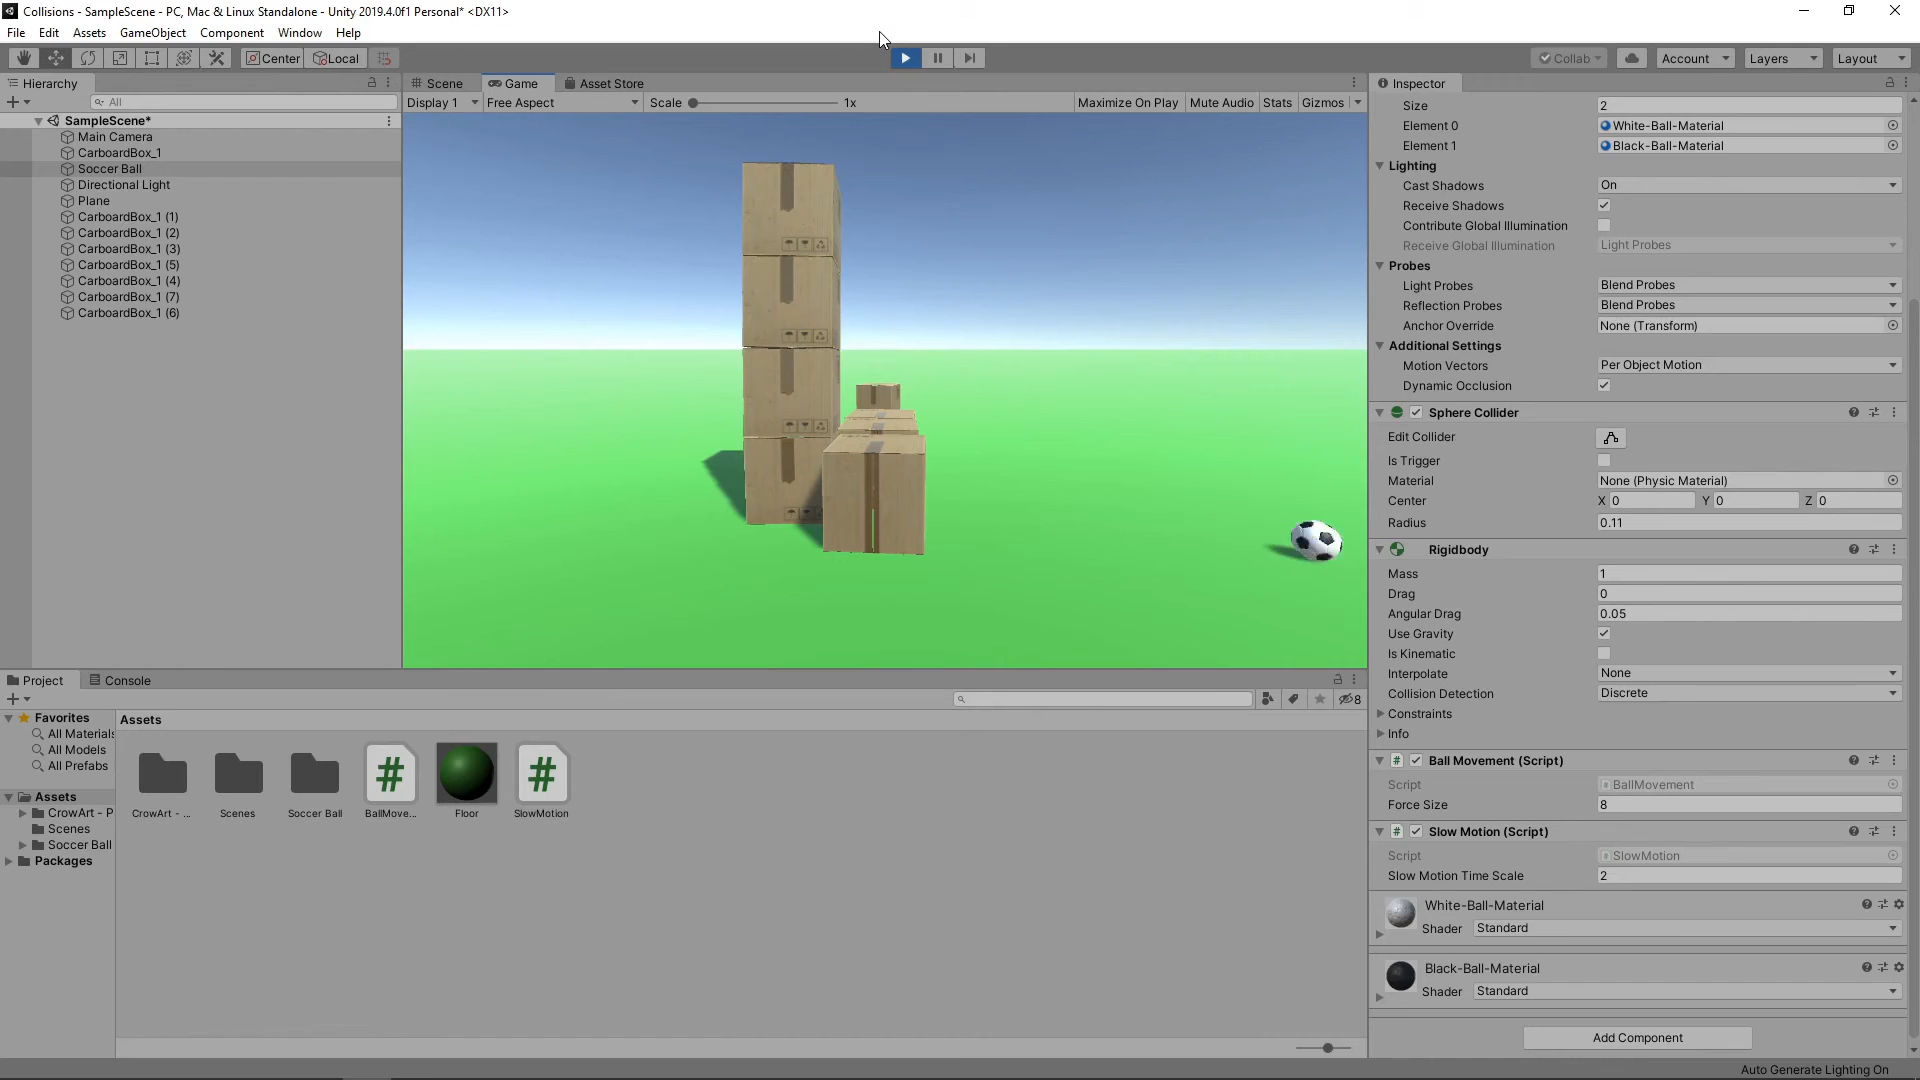 Collisions - SampleScene - PC, Mac & Linux Standalone - Unity 2019.4.0f1 Personal* <DX11>
File Edit Assets GameObject Component Window Help
Center Local
Collab Account Layers Layout
Hierarchy
All
SampleScene*
Main Camera
CarboardBox_1
Soccer Ball
Directional Light
Plane
CarboardBox_1 (1)
CarboardBox_1 (2)
CarboardBox_1 (3)
CarboardBox_1 (5)
CarboardBox_1 (4)
CarboardBox_1 (7)
CarboardBox_1 (6)
Scene Game Asset Store
Display 1 Free Aspect Scale 1x Maximize On Play Mute Audio Stats Gizmos
Inspector
Size 2
Element 0 White-Ball-Material
Element 1 Black-Ball-Material
Lighting
Cast Shadows On
Receive Shadows
Contribute Global Illumination
Receive Global Illumination Light Probes
Probes
Light Probes Blend Probes
Reflection Probes Blend Probes
Anchor Override None (Transform)
Additional Settings
Motion Vectors Per Object Motion
Dynamic Occlusion
Sphere Collider
Edit Collider
Is Trigger
Material None (Physic Material)
Center X 0 Y 0 Z 0
Radius 0.11
Rigidbody
Mass 1
Drag 0
Angular Drag 0.05
Use Gravity
Is Kinematic
Interpolate None
Collision Detection Discrete
Constraints
Info
# Ball Movement (Script)
Script BallMovement
Force Size 8
# Slow Motion (Script)
Script SlowMotion
Slow Motion Time Scale 2
White-Ball-Material
Shader Standard
Black-Ball-Material
Shader Standard
Add Component
Project Console
8
Favorites
All Materials
All Models
All Prefabs
Assets
CrowArt - P
Scenes
Soccer Ball
Packages
Assets
# #
CrowArt - ... Scenes Soccer Ball BallMove... Floor SlowMotion
Auto Generate Lighting On